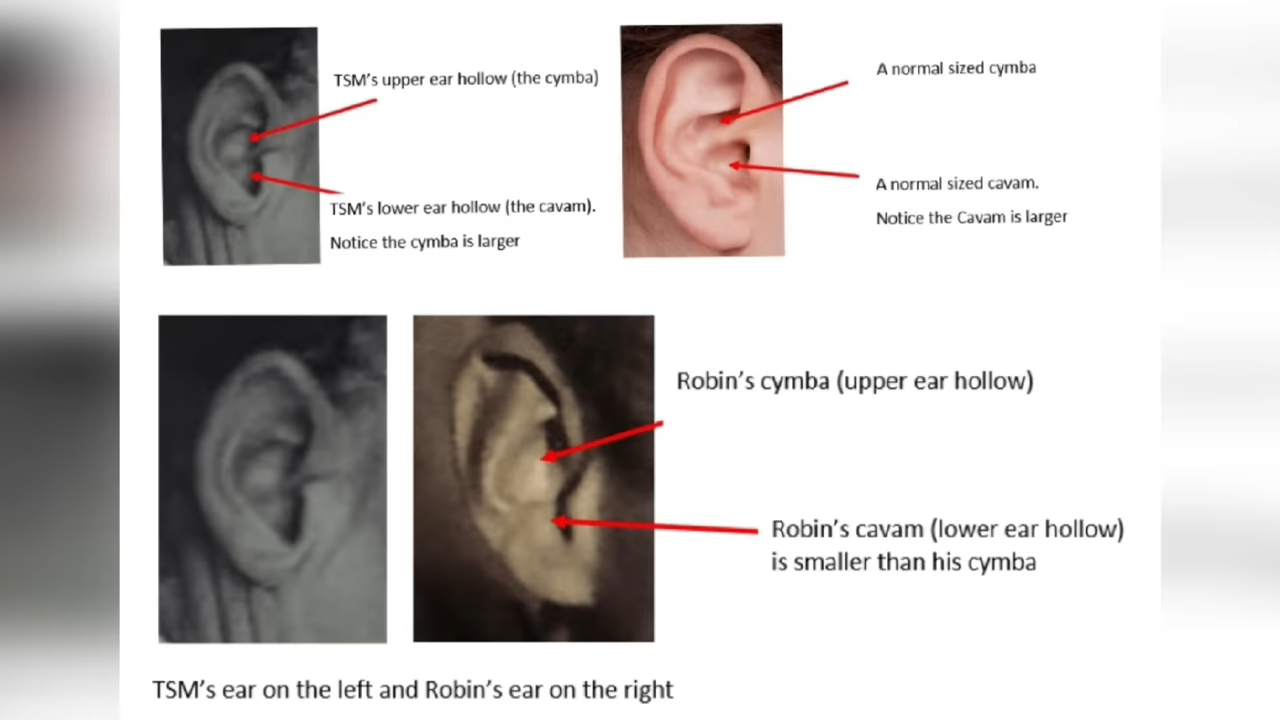 TSM's upper ear hollow (the cymba)
A normal sized cymba
TSM's lower ear hollow (the cavam).
Notice the cymba is larger
A normal sized cavam.
Notice the Cavam is larger
Robin's cymba (upper ear hollow)
Robin's cavam (lower ear hollow)
is smaller than his cymba
TSM's ear on the left and Robin's ear on the right